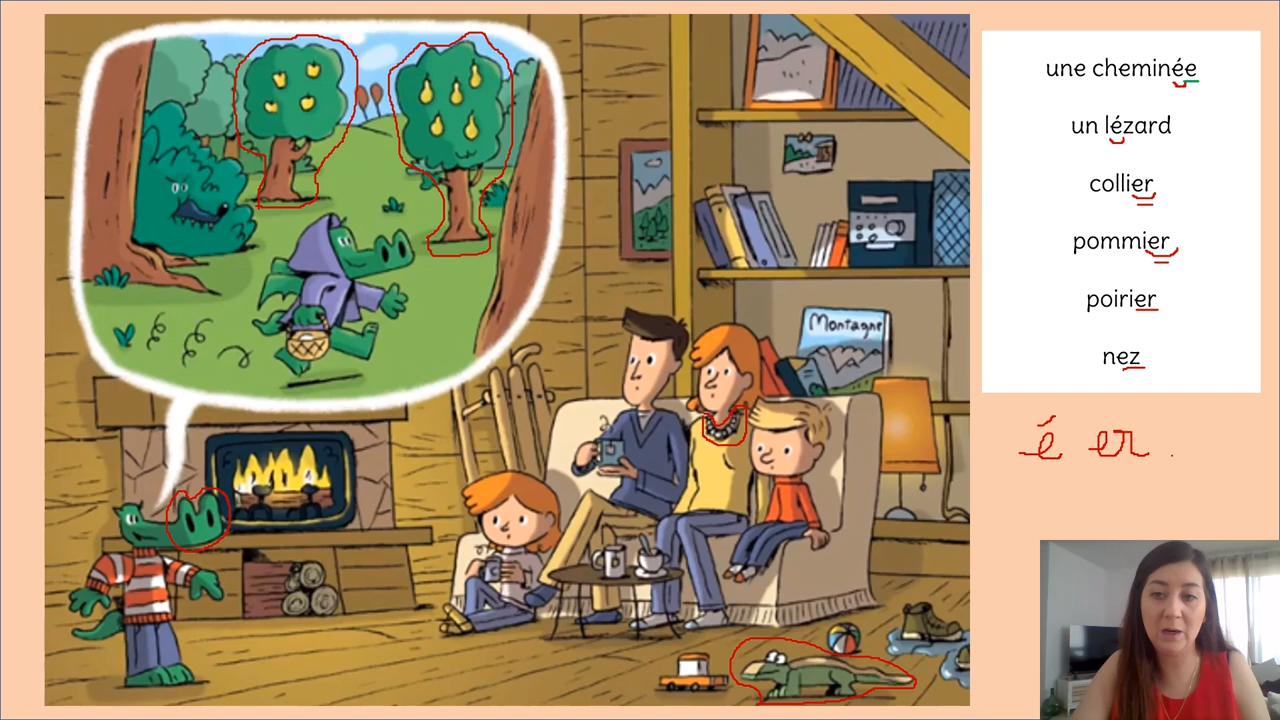 Montagne
une cheminée
un lézard
collier
pommier
poirier
nez
é er